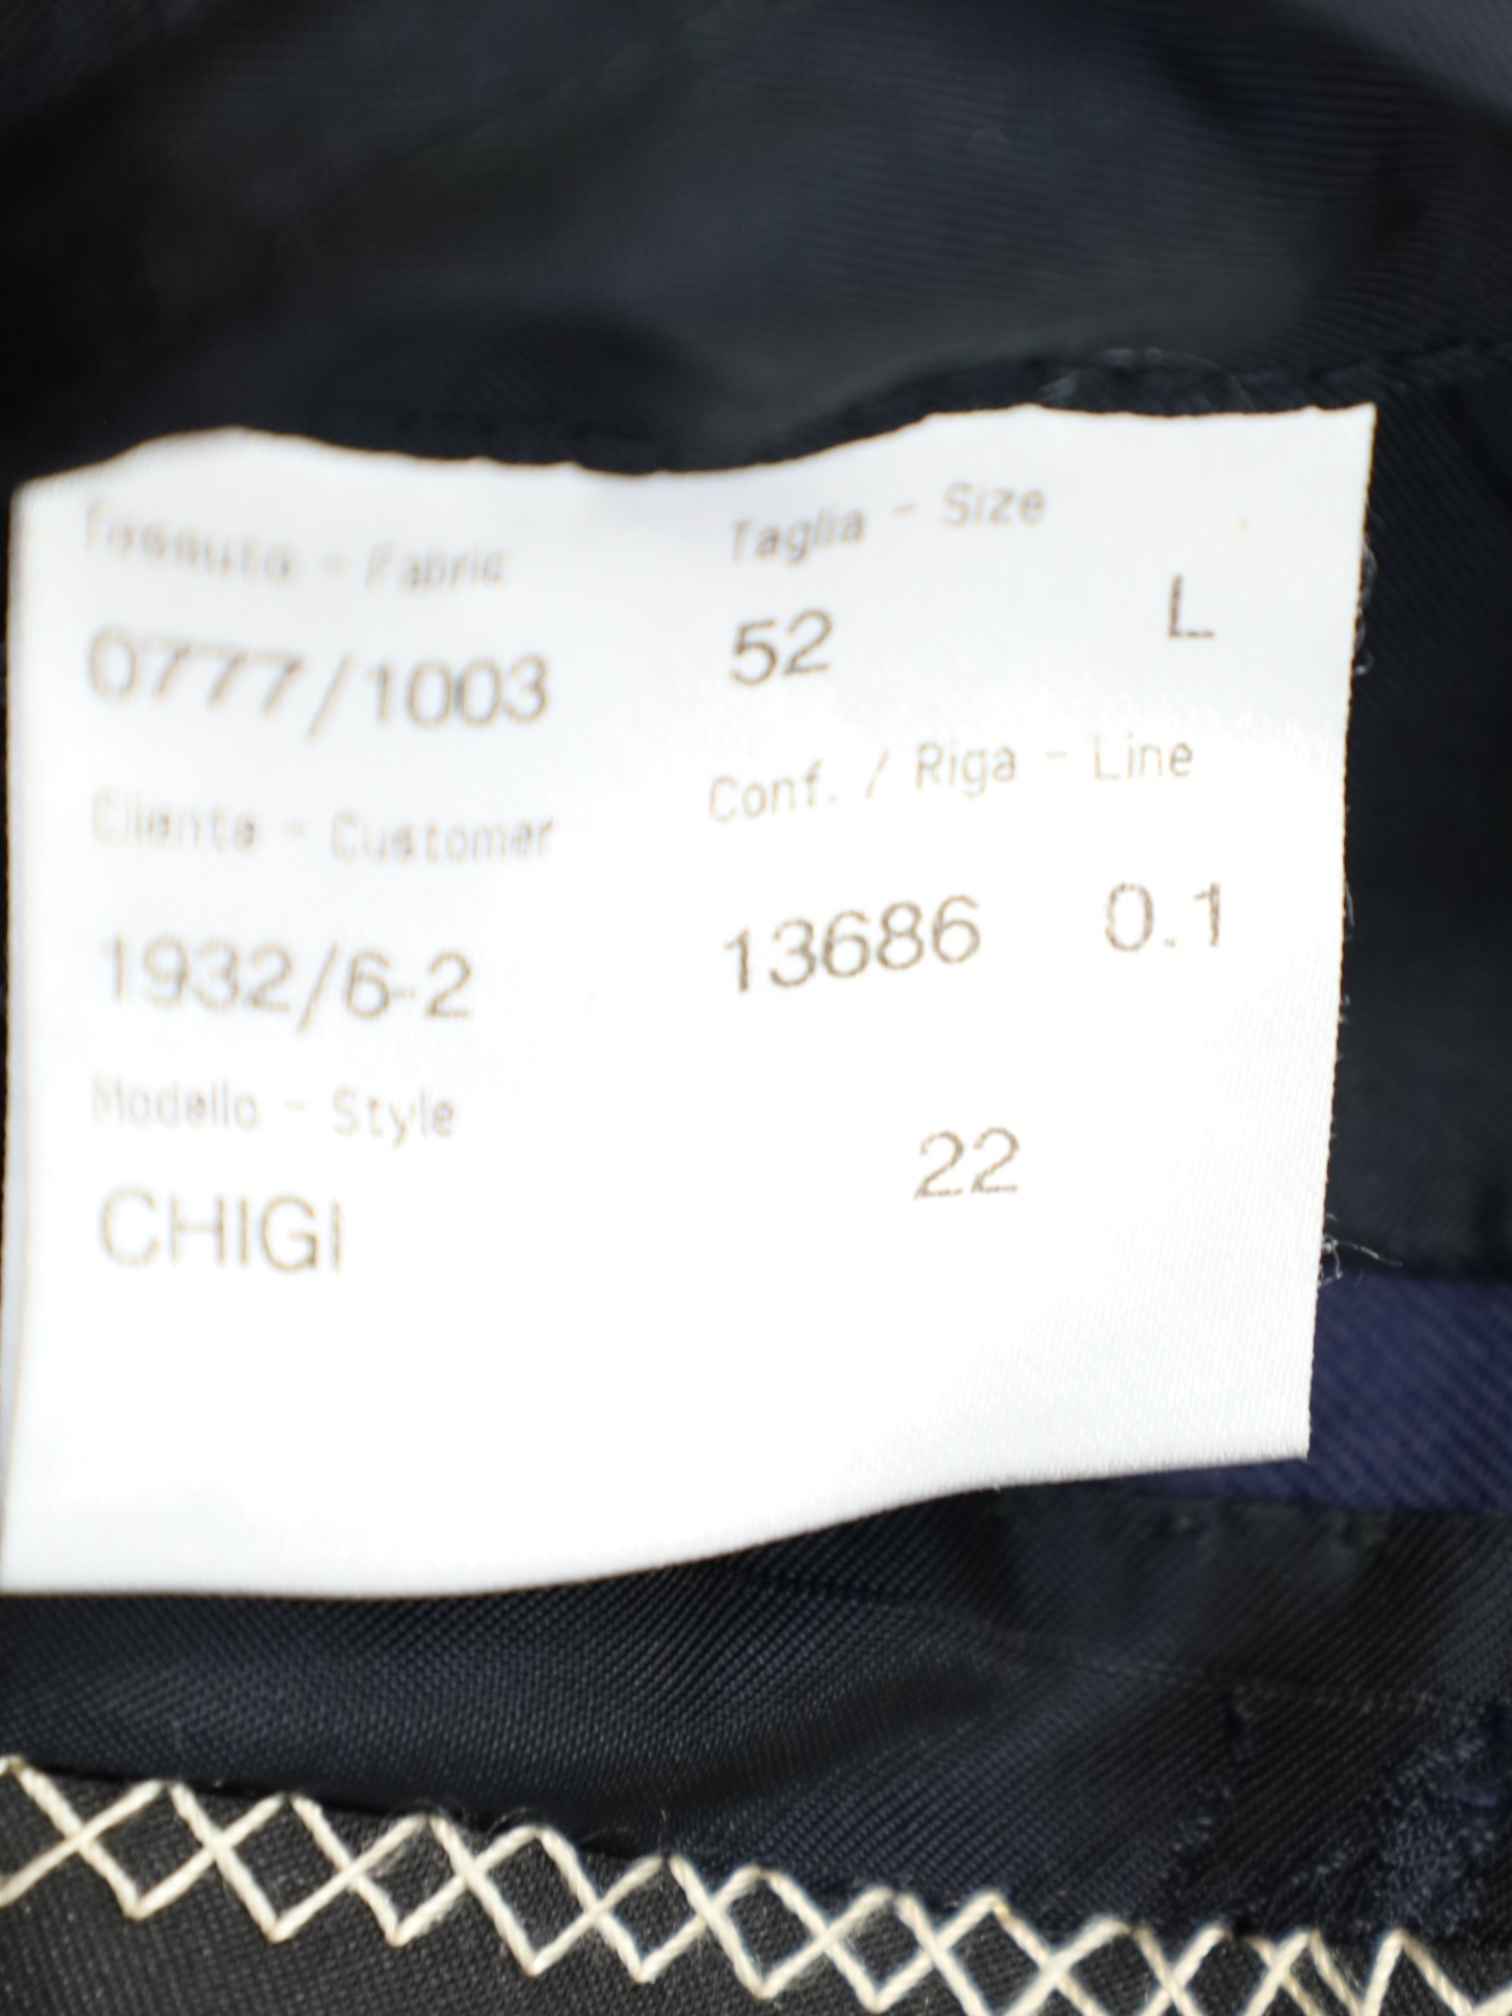 Tessuto - Fabric
Taglia - Size
0777/1003
52 L
Cliente - Customer
Conf. / Riga - Line
1932/6-2
13686 0.1
Modello - Style
22
CHIGI